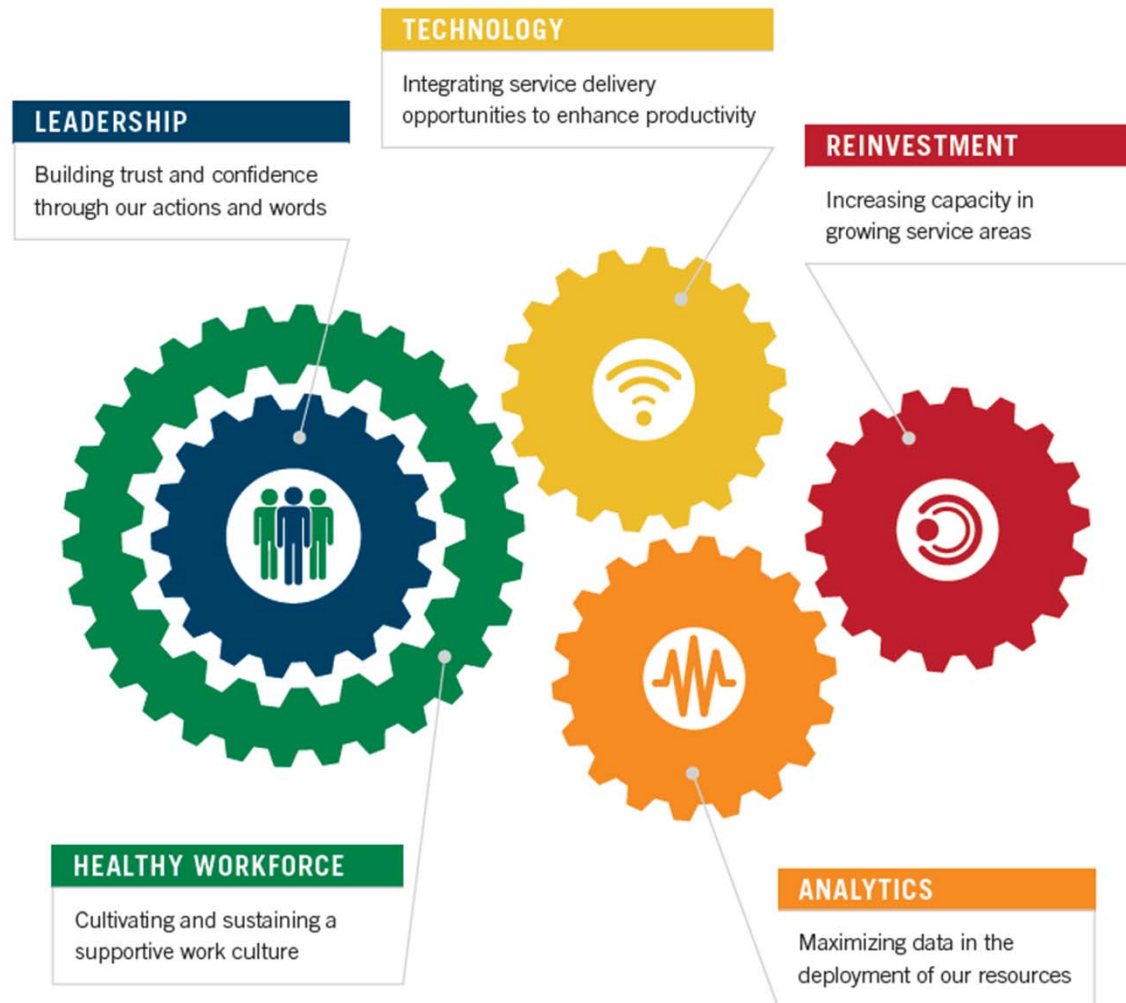 TECHNOLOGY
Integrating service delivery
opportunities to enhance productivity
LEADERSHIP
Building trust and confidence
through our actions and words
REINVESTMENT
Increasing capacity in
growing service areas
HEALTHY WORKFORCE
Cultivating and sustaining a
supportive work culture
ANALYTICS
Maximizing data in the
deployment of our resources